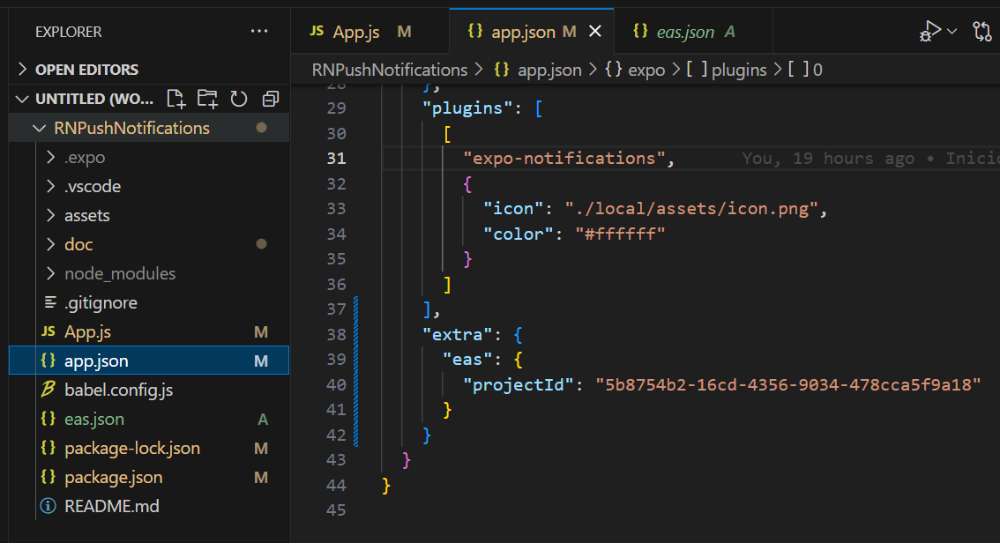 EXPLORER ...
JS App.js M {} app.json M × {} eas.json A
OPEN EDITORS
RNPushNotifications > {} app.json > {} expo > [ ] plugins > [ ] 0
UNTITLED (WO...
RNPushNotifications
.expo
.vscode
assets
doc
node_modules
.gitignore
JS App.js M
{} app.json M
babel.config.js
{} eas.json A
{} package-lock.json M
{} package.json M
README.md
28 },
29 "plugins": [
30 [
31 "expo-notifications", You, 19 hours ago • Inicio
32 {
33 "icon": "./local/assets/icon.png",
34 "color": "#ffffff"
35 }
36 ]
37 ],
38 "extra": {
39 "eas": {
40 "projectId": "5b8754b2-16cd-4356-9034-478cca5f9a18"
41 }
42 }
43 }
44 }
45